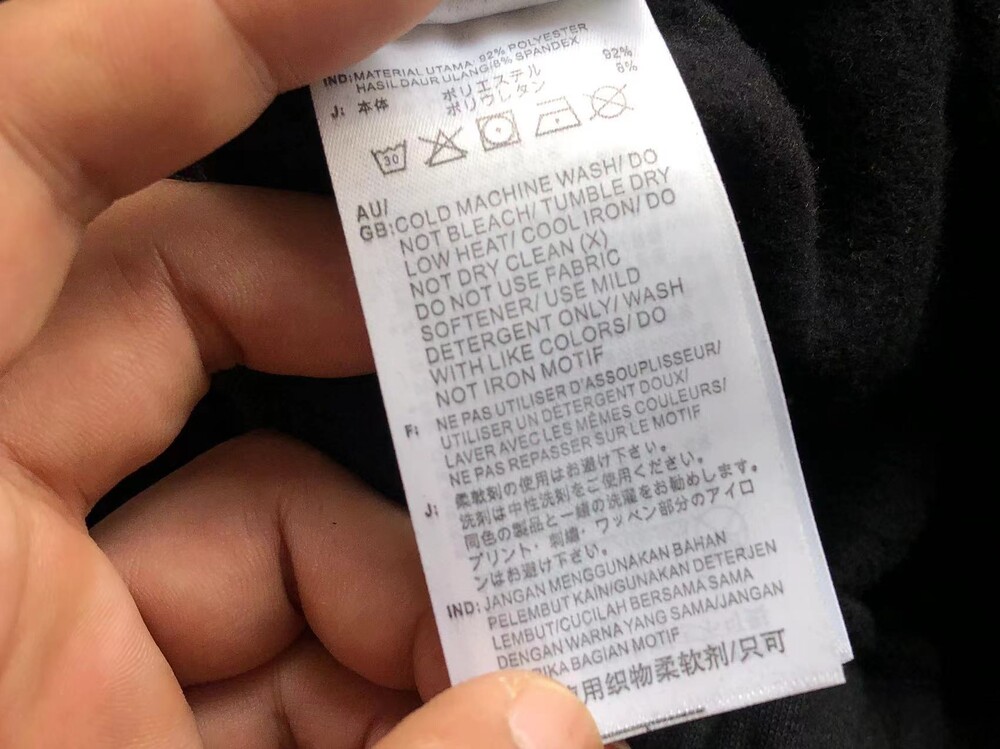 IND: MATERIAL UTAMA: 92% POLYESTER
HASIL DAUR ULANG/8% SPANDEX
J: 本体 ポリエステル 92%
ポリウレタン 8%
30
AU/
GB: COLD MACHINE WASH/ DO
NOT BLEACH/ TUMBLE DRY
LOW HEAT/ COOL IRON/ DO
NOT DRY CLEAN (X)
DO NOT USE FABRIC
SOFTENER/ USE MILD
DETERGENT ONLY/ WASH
WITH LIKE COLORS/ DO
NOT IRON MOTIF
F: NE PAS UTILISER D'ASSOUPLISSEUR/
UTILISER UN DÉTERGENT DOUX/
LAVER AVEC LES MÊMES COULEURS/
NE PAS REPASSER SUR LE MOTIF
J: 柔軟剤の使用はお避け下さい。
洗剤は中性洗剤をご使用ください。
同色の製品と一緒の洗濯をお勧めします。
プリント・刺繍・ワッペン部分のアイロ
ンはお避け下さい。
IND: JANGAN MENGGUNAKAN BAHAN
PELEMBUT KAIN/GUNAKAN DETERJEN
LEMBUT/CUCILAH BERSAMA SAMA
DENGAN WARNA YANG SAMA/JANGAN
BAGIAN MOTIF
用织物柔软剂/只可